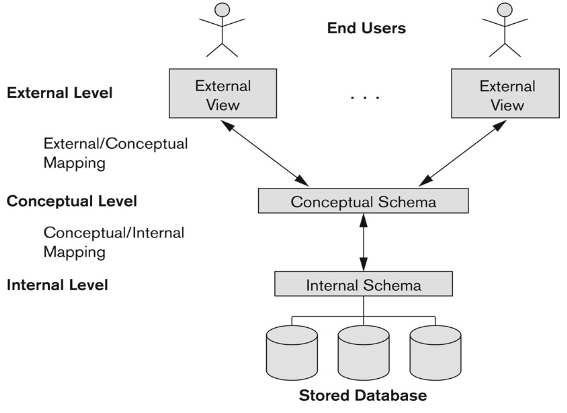 End Users
External Level
External
View
. . .
External
View
External/Conceptual
Mapping
Conceptual Level
Conceptual Schema
Conceptual/Internal
Mapping
Internal Level
Internal Schema
Stored Database